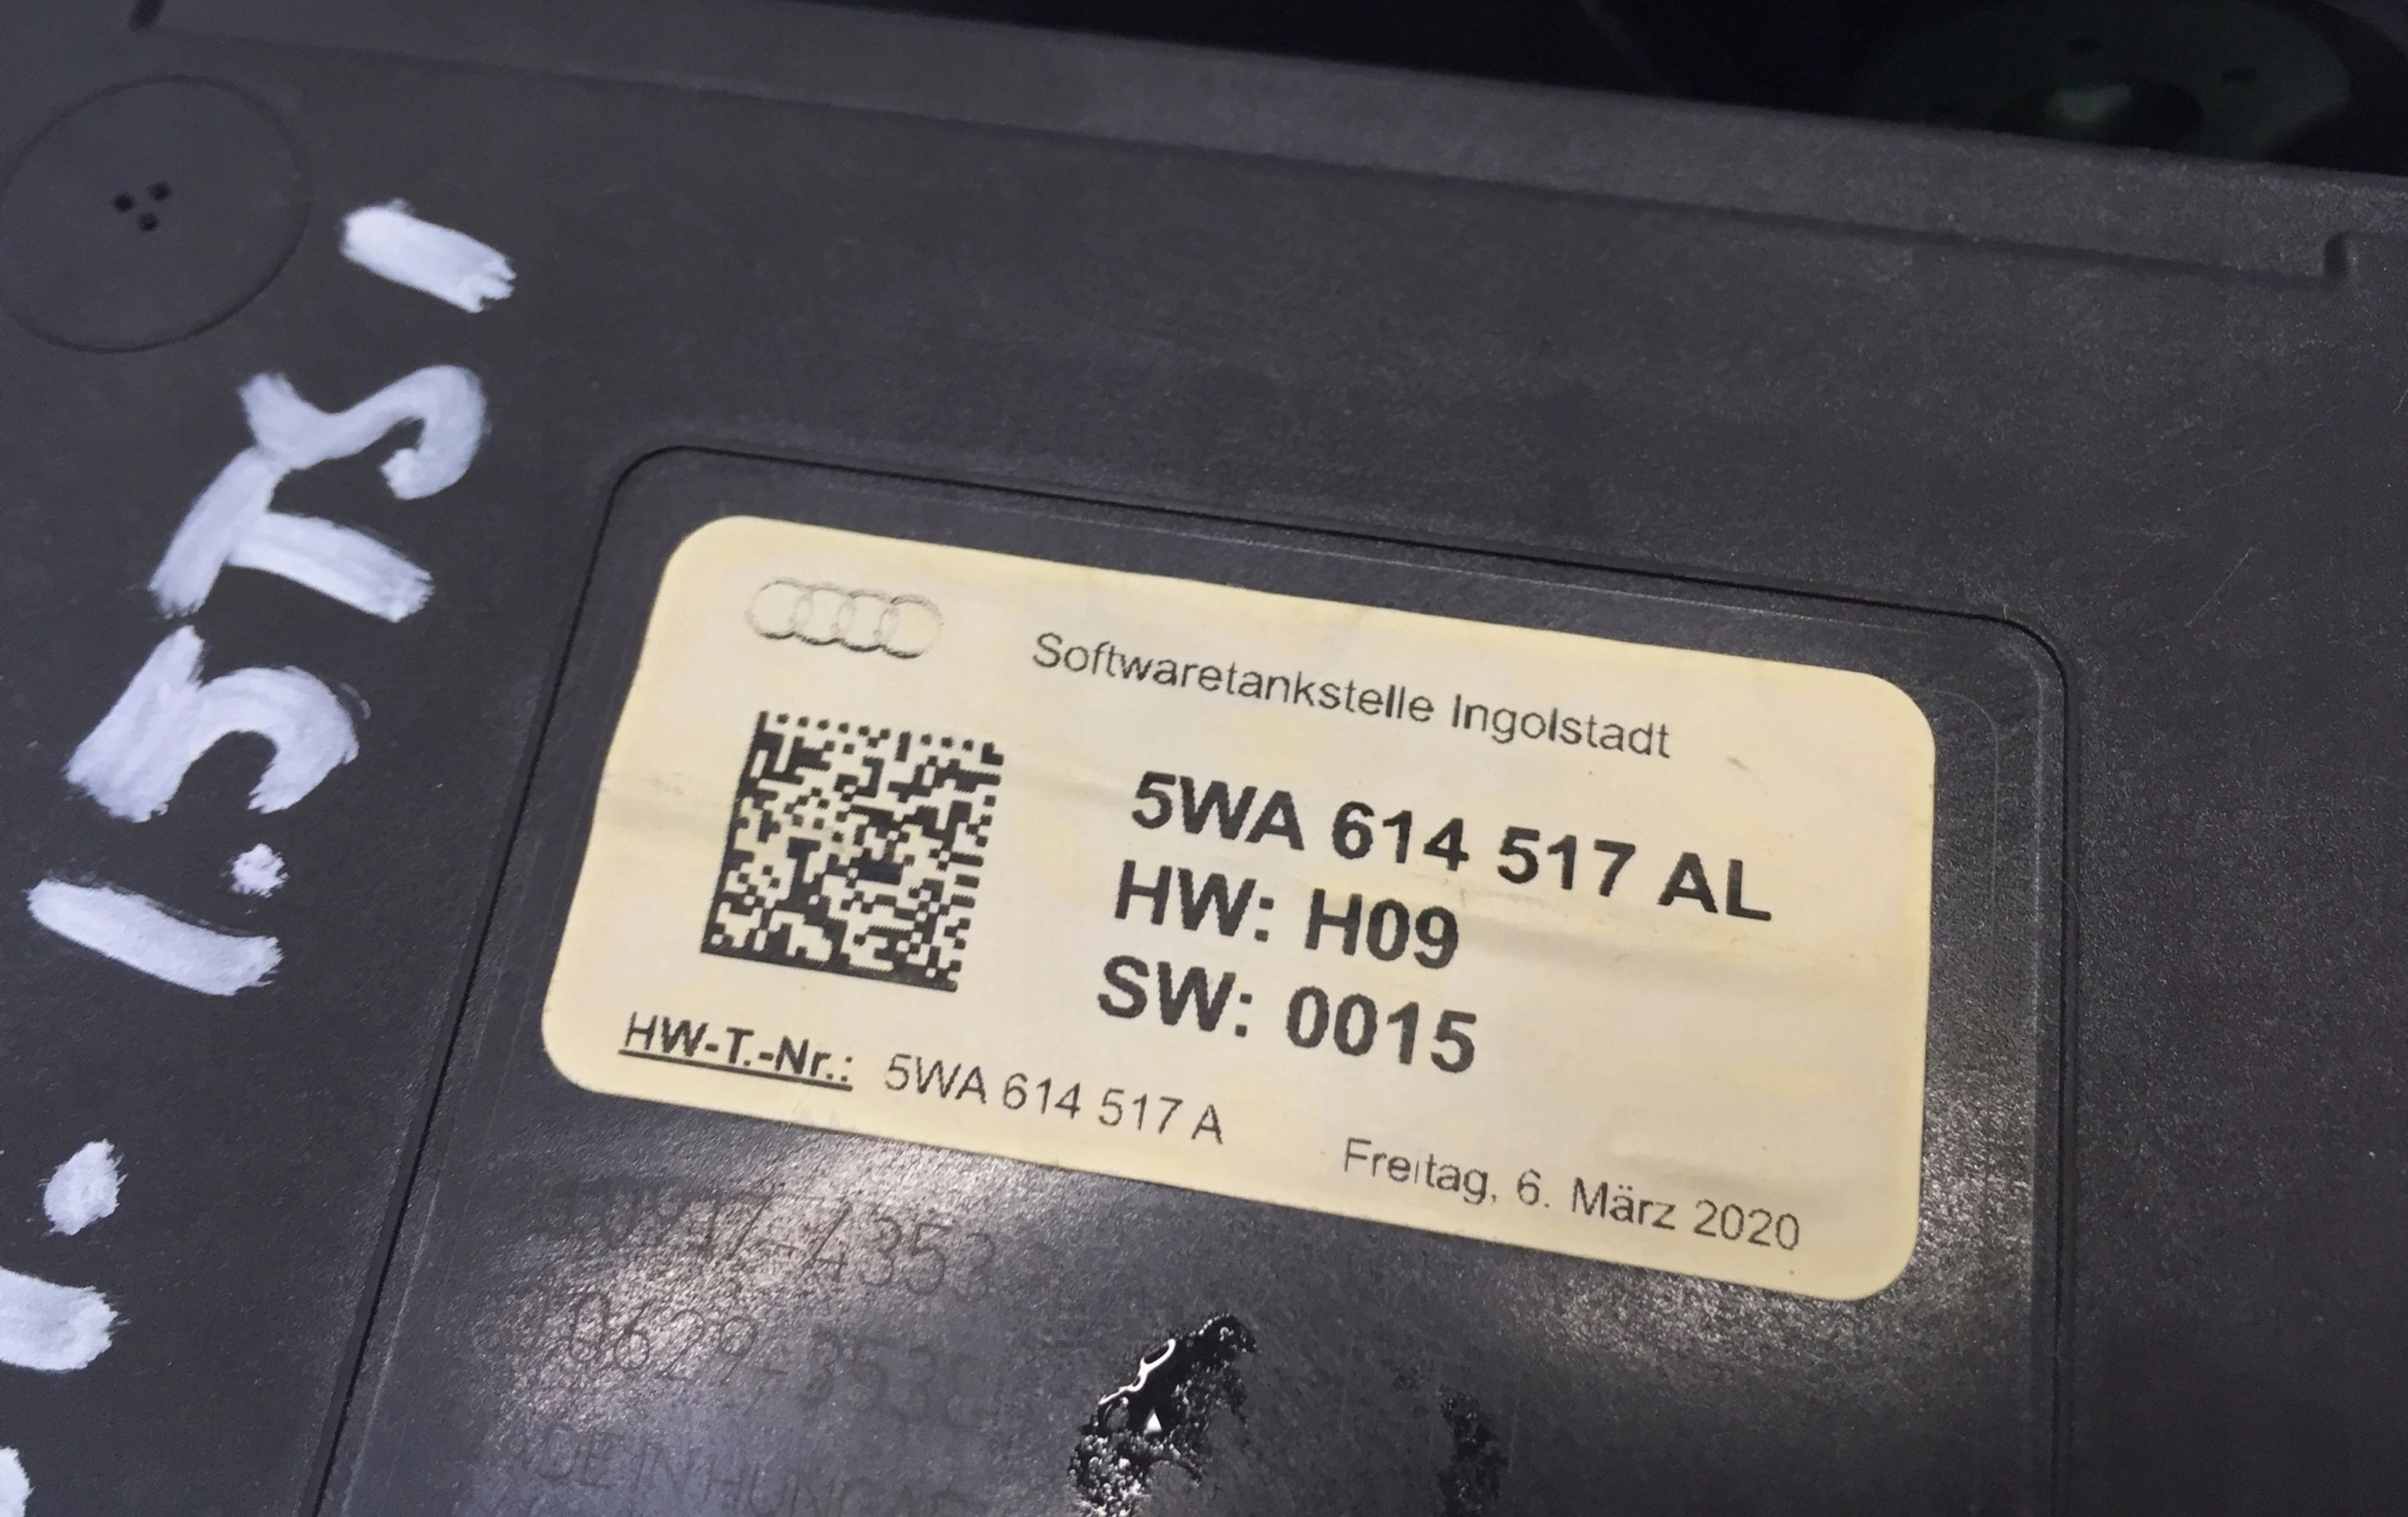 1.5TSI
Softwaretankstelle Ingolstadt
5WA 614 517 AL
HW: H09
SW: 0015
HW-T.-Nr.: 5WA 614 517 A
Freitag, 6. März 2020
IN